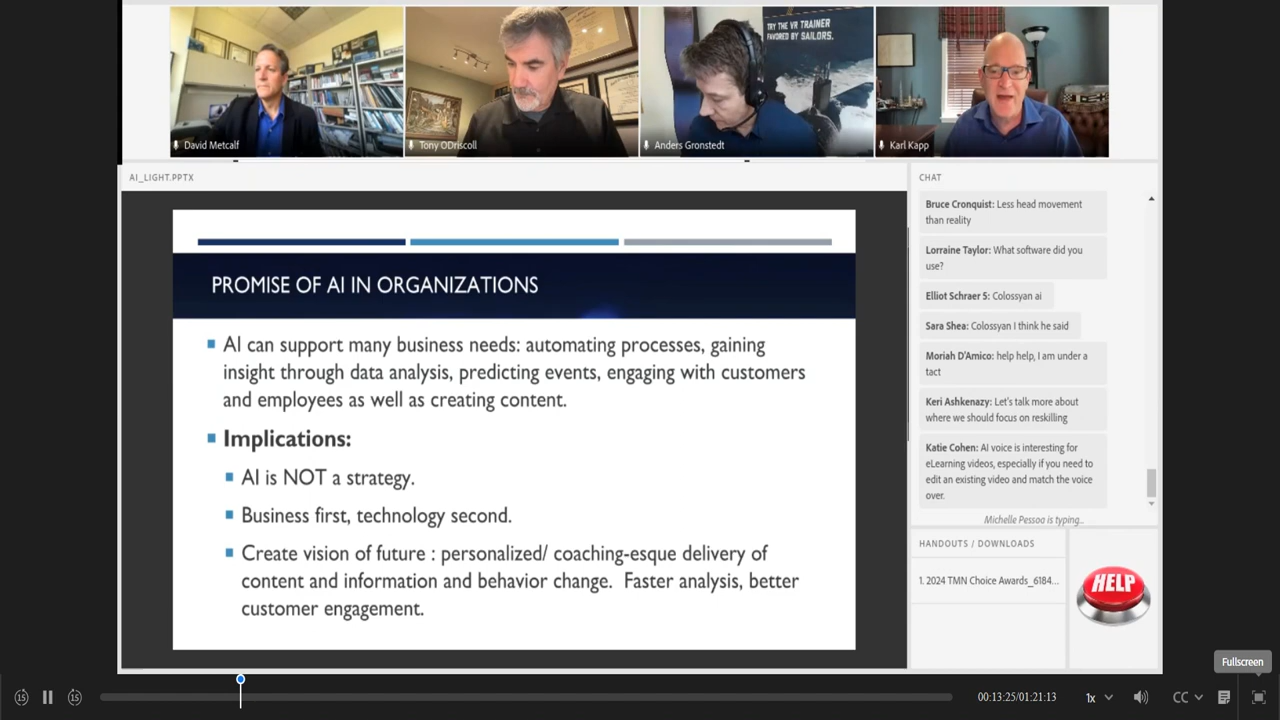 TRY THE VR TRAINER
FAVORED BY SAILORS.
David Metcalf
Tony ODriscoll
Anders Gronstedt
Karl Kapp
AI_LIGHT.PPTX
PROMISE OF AI IN ORGANIZATIONS
AI can support many business needs: automating processes, gaining
insight through data analysis, predicting events, engaging with customers
and employees as well as creating content.
Implications:
AI is NOT a strategy.
Business first, technology second.
Create vision of future : personalized/ coaching-esque delivery of
content and information and behavior change. Faster analysis, better
customer engagement.
CHAT
Bruce Cronquist: Less head movement
than reality
Lorraine Taylor: What software did you
use?
Elliot Schraer 5: Colossyan ai
Sara Shea: Colossyan I think he said
Moriah D'Amico: help help, I am under a
tact
Keri Ashkenazy: Let's talk more about
where we should focus on reskilling
Katie Cohen: AI voice is interesting for
eLearning videos, especially if you need to
edit an existing video and match the voice
over.
Michelle Pessoa is typing..
HANDOUTS / DOWNLOADS
1. 2024 TMN Choice Awards_6184...
HELP
Fullscreen
15
15
00:13:25/01:21:13
1x
CC